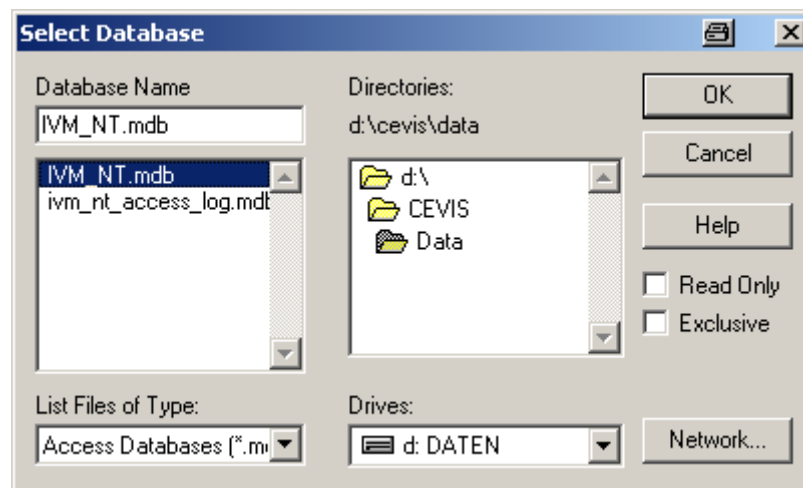 Select Database
Database Name
IVM_NT.mdb
IVM_NT.mdb
ivm_nt_access_log.mdb
List Files of Type:
Access Databases (*.m
Directories:
d:\cevis\data
d:\
CEVIS
Data
Drives:
d: DATEN
OK
Cancel
Help
Read Only
Exclusive
Network...